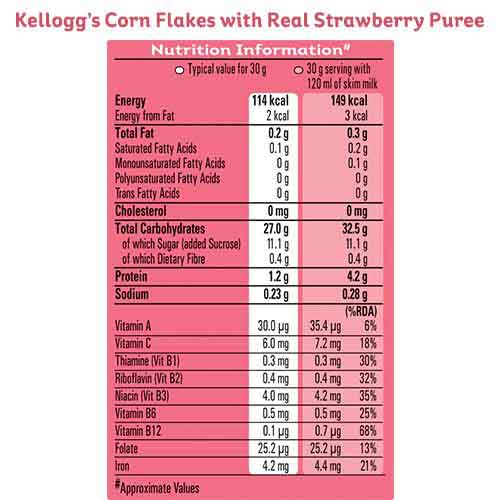 Kellogg's Corn Flakes with Real Strawberry Puree
Nutrition Information#
Typical value for 30 g 30 g serving with
120 ml of skim milk
Energy 114 kcal 149 kcal
Energy from Fat 2 kcal 3 kcal
Total Fat 0.2 g 0.3 g
Saturated Fatty Acids 0.1 g 0.2 g
Monounsaturated Fatty Acids 0 g 0.1 g
Polyunsaturated Fatty Acids 0 g 0 g
Trans Fatty Acids 0 g 0 g
Cholesterol 0 mg 0 mg
Total Carbohydrates 27.0 g 32.5 g
of which Sugar (added Sucrose) 11.1 g 11.1 g
of which Dietary Fibre 0.4 g 0.4 g
Protein 1.2 g 4.2 g
Sodium 0.23 g 0.28 g
(%RDA)
Vitamin A 30.0 µg 35.4 µg 6%
Vitamin C 6.0 mg 7.2 mg 18%
Thiamine (Vit B1) 0.3 mg 0.3 mg 30%
Riboflavin (Vit B2) 0.4 mg 0.4 mg 32%
Niacin (Vit B3) 4.0 mg 4.2 mg 35%
Vitamin B6 0.5 mg 0.5 mg 25%
Vitamin B12 0.1 µg 0.7 µg 68%
Folate 25.2 µg 25.2 µg 13%
Iron 4.2 mg 4.4 mg 21%
#Approximate Values